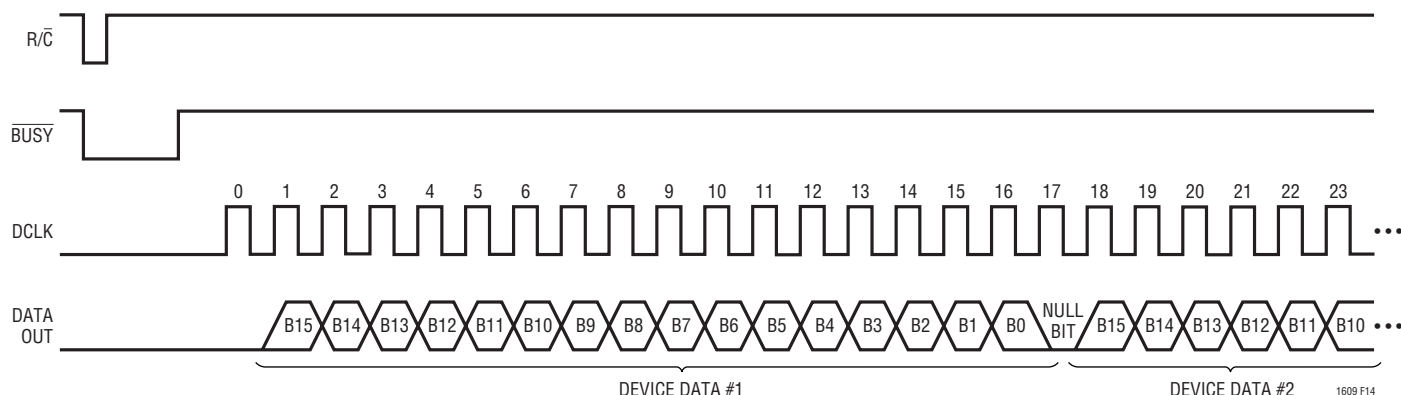 R/C̅
B̅U̅S̅Y̅
0 1 2 3 4 5 6 7 8 9 10 11 12 13 14 15 16 17 18 19 20 21 22 23
DCLK •••
DATA OUT
B15 B14 B13 B12 B11 B10 B9 B8 B7 B6 B5 B4 B3 B2 B1 B0 NULL BIT B15 B14 B13 B12 B11 B10 •••
DEVICE DATA #1 DEVICE DATA #2 1609 F14